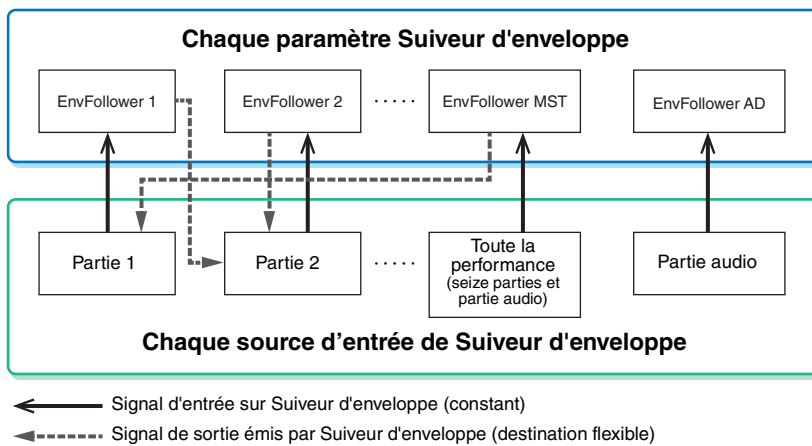 Chaque paramètre Suiveur d'enveloppe
EnvFollower 1
EnvFollower 2
·····
EnvFollower MST
EnvFollower AD
Partie 1
Partie 2
·····
Toute la
performance
(seize parties et
partie audio)
Partie audio
Chaque source d’entrée de Suiveur d'enveloppe
Signal d'entrée sur Suiveur d'enveloppe (constant)
Signal de sortie émis par Suiveur d'enveloppe (destination flexible)